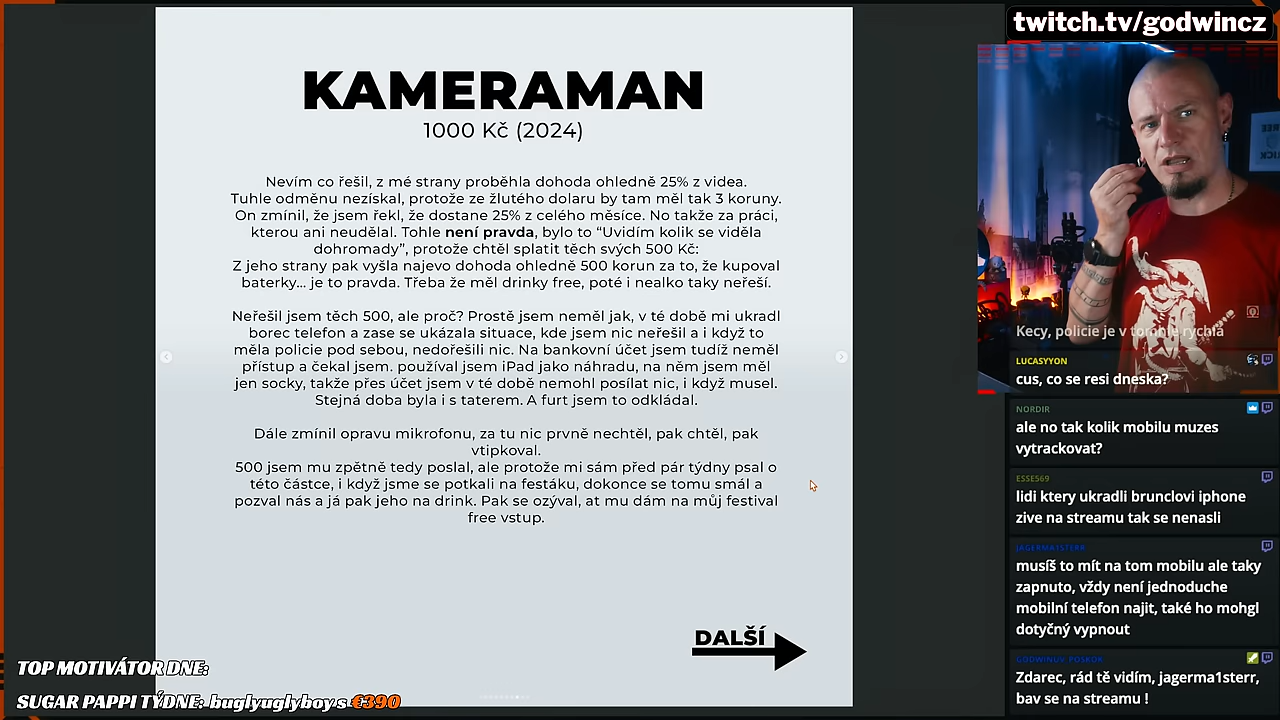 twitch.tv/godwincz
KAMERAMAN
1000 Kč (2024)
Nevím co řešil, z mé strany proběhla dohoda ohledně 25% z videa.
Tuhle odměnu nezískal, protože ze žlutého dolaru by tam měl tak 3 koruny.
On zmínil, že jsem řekl, že dostane 25% z celého měsíce. No takže za práci,
kterou ani neudělal. Tohle není pravda, bylo to “Uvidím kolik se viděla
dohromady”, protože chtěl splatit těch svých 500 Kč:
Z jeho strany pak vyšla najevo dohoda ohledně 500 korun za to, že kupoval
baterky... je to pravda. Třeba že měl drinky free, poté i nealko taky neřeší.
Neřešil jsem těch 500, ale proč? Prostě jsem neměl jak, v té době mi ukradl
borec telefon a zase se ukázala situace, kde jsem nic neřešil a i když to
měla policie pod sebou, nedořešili nic. Na bankovní účet jsem tudíž neměl
přístup a čekal jsem. používal jsem iPad jako náhradu, na něm jsem měl
jen socky, takže přes účet jsem v té době nemohl posílat nic, i když musel.
Stejná doba byla i s taterem. A furt jsem to odkládal.
Dále zmínil opravu mikrofonu, za tu nic prvně nechtěl, pak chtěl, pak
vtipkoval.
500 jsem mu zpětně tedy poslal, ale protože mi sám před pár týdny psal o
této částce, i když jsme se potkali na festáku, dokonce se tomu smál a
pozval nás a já pak jeho na drink. Pak se ozýval, at mu dám na můj festival
free vstup.
DALŠÍ
TOP MOTIVÁTOR DNE:
SUGAR PAPPI TÝDNE: buglyuglyboy s €390
Kecy, policie je v tomhle rychlá
LUCASYYON
cus, co se resi dneska?
NORDIR
ale no tak kolik mobilu muzes
vytrackovat?
ESSE569
lidi ktery ukradli brunclovi iphone
zive na streamu tak se nenasli
JAGERMA1STERR
musíš to mít na tom mobilu ale taky
zapnuto, vždy není jednoduche
mobilní telefon najit, také ho mohgl
dotyčný vypnout
GODWINUV_POSKOK
Zdarec, rád tě vidím, jagerma1sterr,
bav se na streamu !